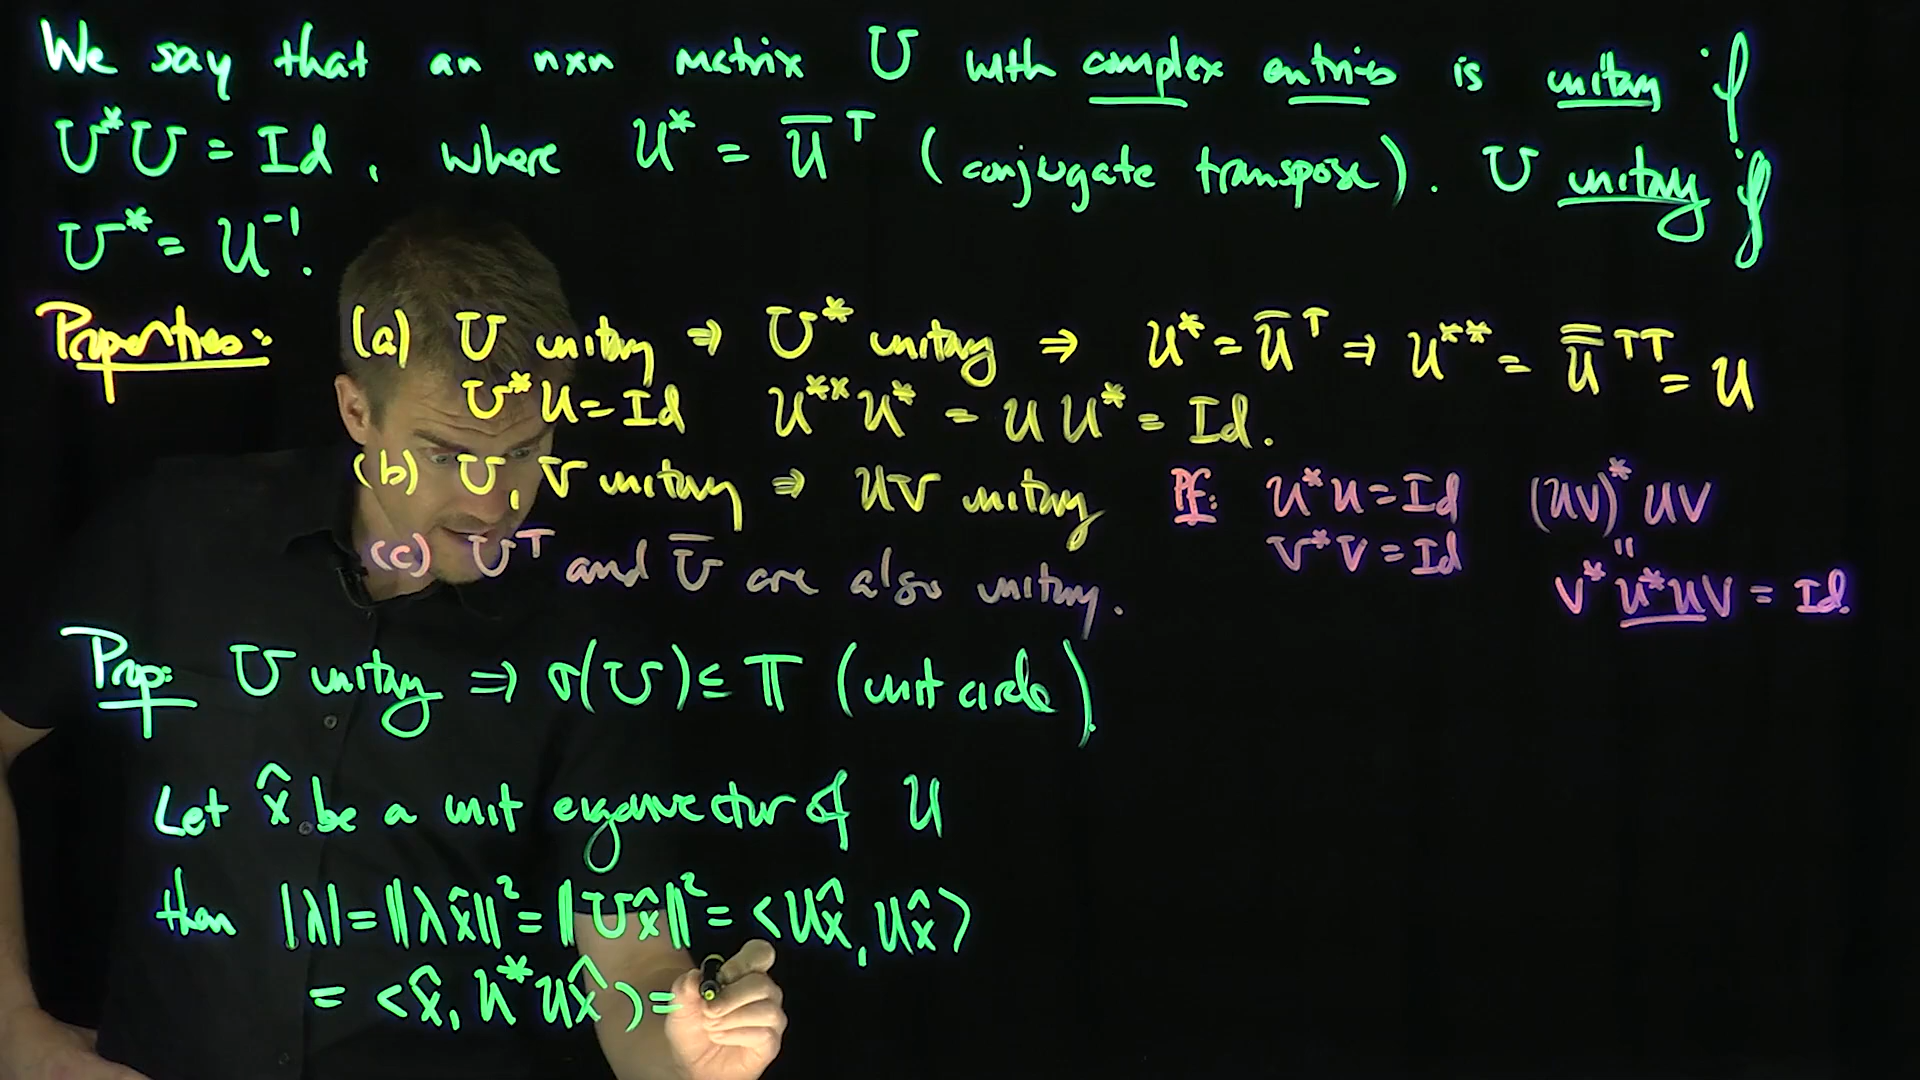 We say that an nxn matrix U with complex entries is unitary if
U*U = Id, where U* = Ū^T (conjugate transpose). U unitary if
U* = U^-1.
Properties: (a) U unitary ⇒ U* unitary ⇒ U* = Ū^T ⇒ U** = U̿^TT = U
U*U = Id U**U* = UU* = Id.
(b) U, V unitary ⇒ UV unitary
(c) U^T and Ū are also unitary.
Pf: U*U = Id (UV)* UV
V*V = Id "
V*U*UV = Id.
Prop: U unitary ⇒ σ(U) ⊆ 𝕋 (unit circle).
Let x̂ be a unit eigenvector of U
then |λ| = ||λx̂||² = ||Ux̂||² = <Ux̂, Ux̂>
= <x̂, U*Ux̂> =